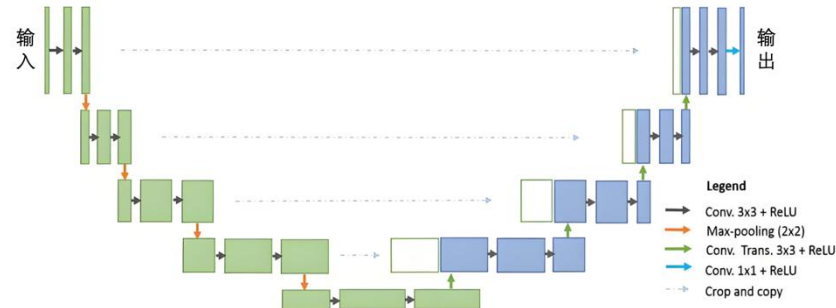 输入
输出
Legend
Conv. 3x3 + ReLU
Max-pooling (2x2)
Conv. Trans. 3x3 + ReLU
Conv. 1x1 + ReLU
Crop and copy